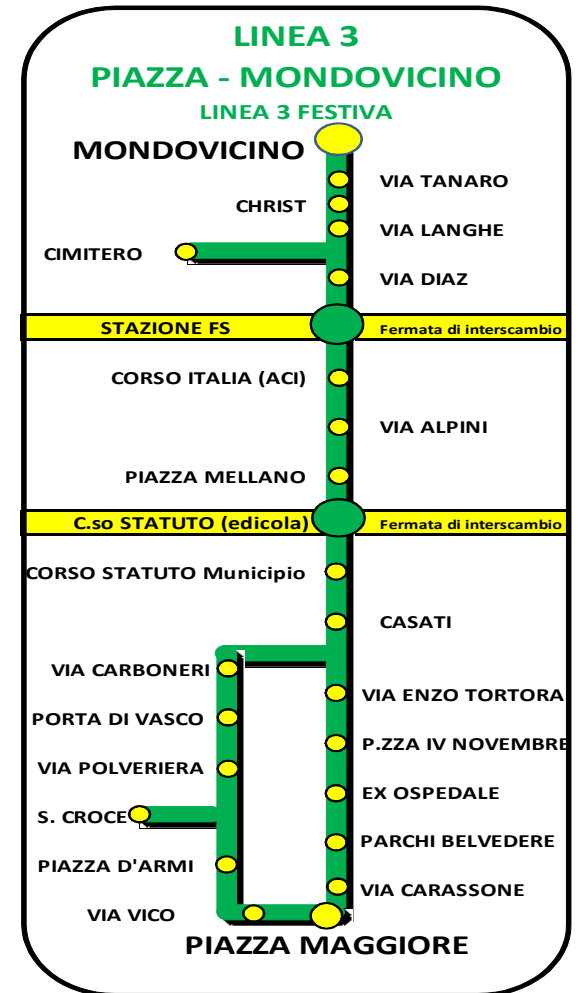 LINEA 3
PIAZZA - MONDOVICINO
LINEA 3 FESTIVA
MONDOVICINO
VIA TANARO
CHRIST
VIA LANGHE
CIMITERO
VIA DIAZ
STAZIONE FS Fermata di interscambio
CORSO ITALIA (ACI)
VIA ALPINI
PIAZZA MELLANO
C.so STATUTO (edicola) Fermata di interscambio
CORSO STATUTO Municipio
CASATI
VIA CARBONERI
VIA ENZO TORTORA
PORTA DI VASCO
P.ZZA IV NOVEMBRE
VIA POLVERIERA
EX OSPEDALE
S. CROCE
PARCHI BELVEDERE
PIAZZA D'ARMI
VIA CARASSONE
VIA VICO
PIAZZA MAGGIORE